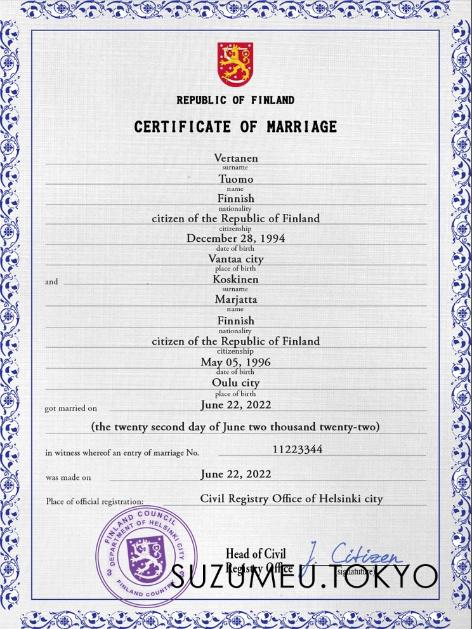 REPUBLIC OF FINLAND
CERTIFICATE OF MARRIAGE
Vertanen
surname
Tuomo
name
Finnish
nationality
citizen of the Republic of Finland
citizenship
December 28, 1994
date of birth
Vantaa city
place of birth
and Koskinen
surname
Marjatta
name
Finnish
nationality
citizen of the Republic of Finland
citizenship
May 05, 1996
date of birth
Oulu city
place of birth
got married on June 22, 2022
(the twenty second day of June two thousand twenty-two)
in witness whereof an entry of marriage No. 11223344
was made on June 22, 2022
Place of official registration: Civil Registry Office of Helsinki city
FINLAND COUNCIL
DEPARTMENT OF HELSINKI CITY
FINLAND COUNTRY
Head of Civil
Registry Office
J. Citizen
signature
SUZUMEU.TOKYO